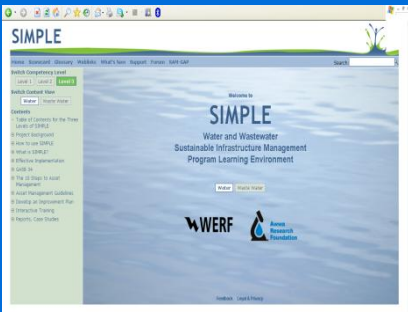 SIMPLE
Home Scorecard Glossary Weblinks What's New Support Forum SAM GAP Search
Switch Competency Level
Level 1 Level 2 Level 3
Switch Content View
Water Waste Water
Contents
Table of Contents for the Three
Levels of SIMPLE
Project Background
How to use SIMPLE
What is SIMPLE?
Effective Implementation
GASB 34
The 10 Steps to Asset
Management
Asset Management Guidelines
Develop an Improvement Plan
Interactive Training
Reports, Case Studies
Welcome to
SIMPLE
Water and Wastewater
Sustainable Infrastructure Management
Program Learning Environment
Water Waste Water
WERF
Awwa
Research
Foundation
Feedback Legal & Privacy